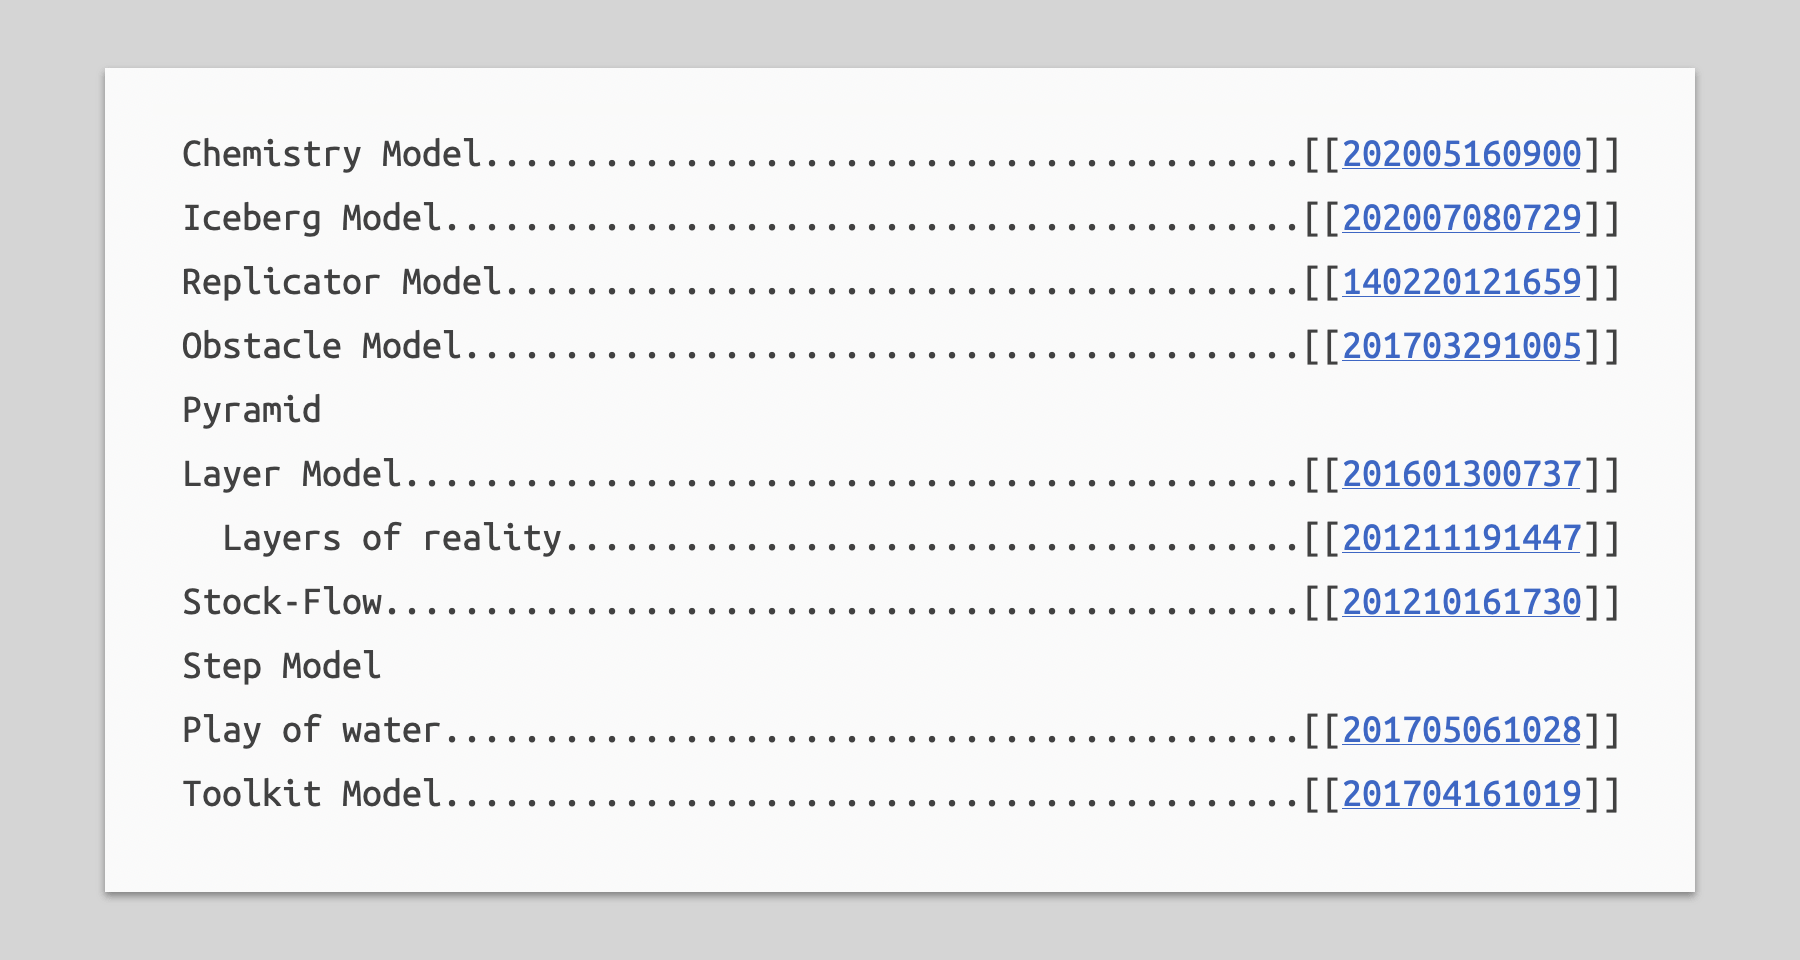 Chemistry Model.........................................[[202005160900]]
Iceberg Model...........................................[[202007080729]]
Replicator Model........................................[[140220121659]]
Obstacle Model..........................................[[201703291005]]
Pyramid
Layer Model.............................................[[201601300737]]
  Layers of reality.....................................[[201211191447]]
Stock-Flow..............................................[[201210161730]]
Step Model
Play of water...........................................[[201705061028]]
Toolkit Model...........................................[[201704161019]]